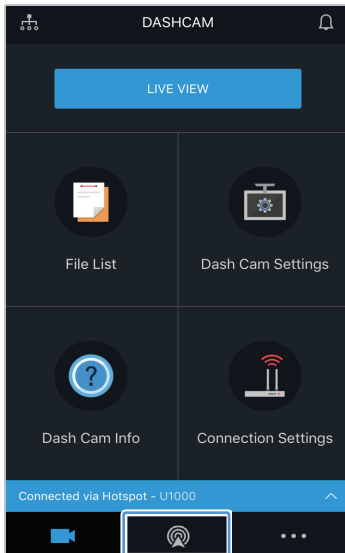 DASHCAM
LIVE VIEW
File List
Dash Cam Settings
Dash Cam Info
Connection Settings
Connected via Hotspot - U1000